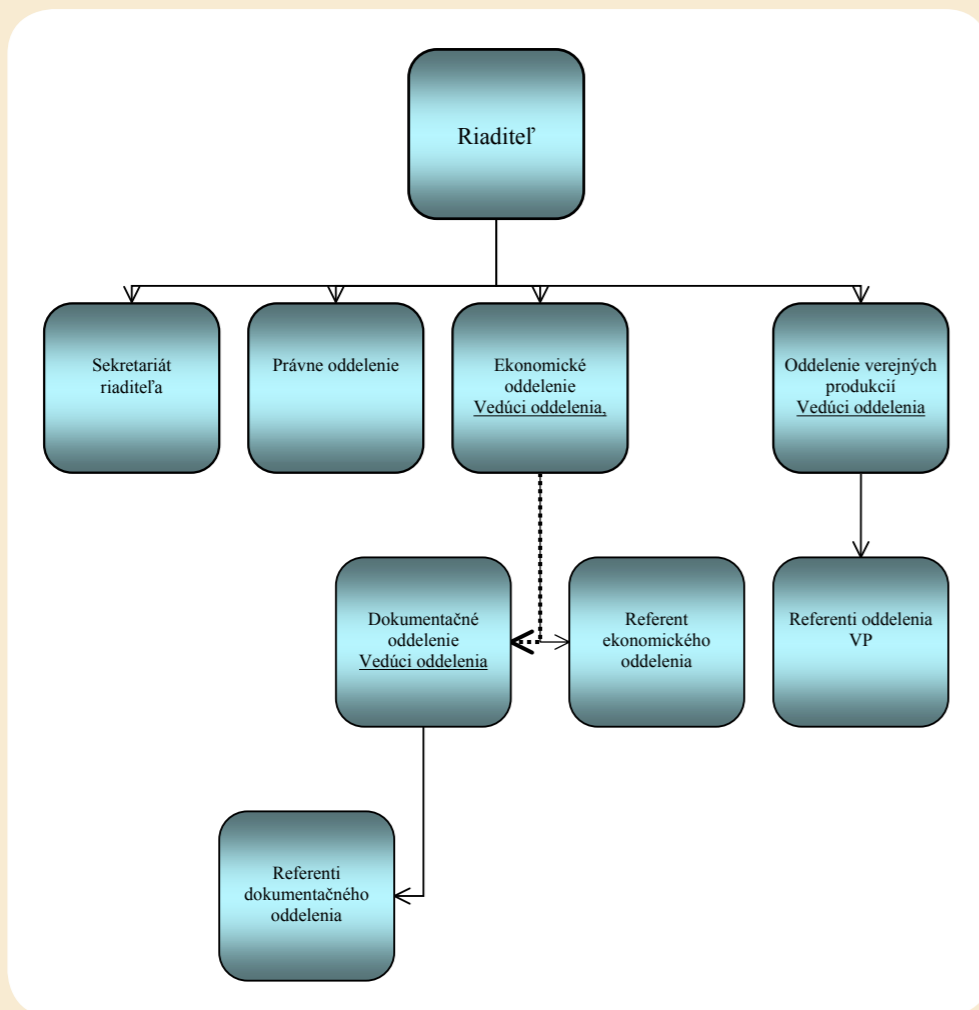 Riaditeľ
Sekretariát
riaditeľa
Právne oddelenie
Ekonomické
oddelenie
Vedúci oddelenia,
Oddelenie verejných
produkcií
Vedúci oddelenia
Dokumentačné
oddelenie
Vedúci oddelenia
Referent
ekonomického
oddelenia
Referenti oddelenia
VP
Referenti
dokumentačného
oddelenia